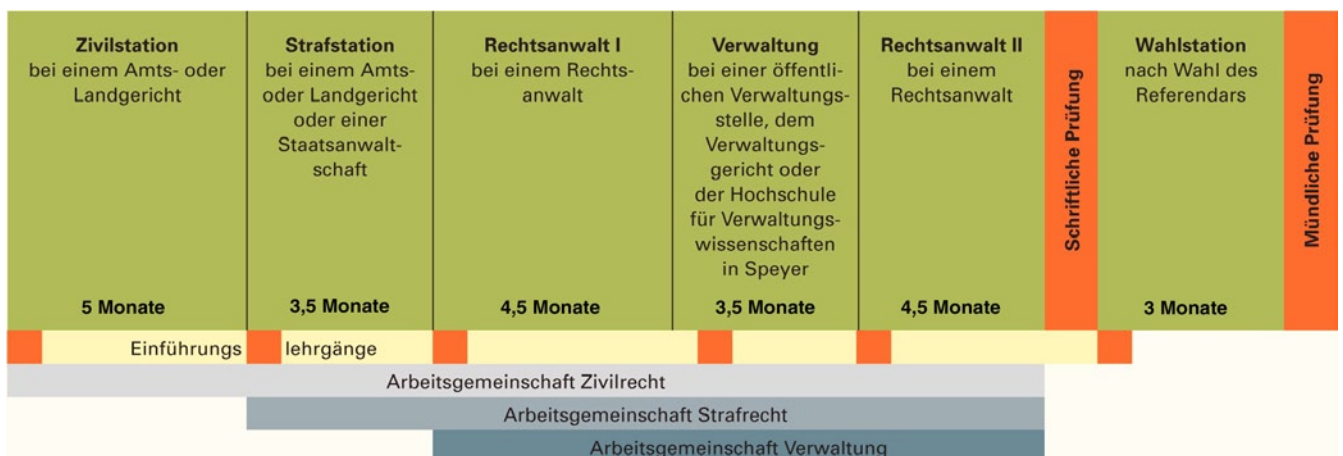 Zivilstation
bei einem Amts- oder
Landgericht
5 Monate
Strafstation
bei einem Amts-
oder Landgericht
oder einer
Staatsanwalt-
schaft
3,5 Monate
Rechtsanwalt I
bei einem Rechts-
anwalt
4,5 Monate
Verwaltung
bei einer öffentli-
chen Verwaltungs-
stelle, dem
Verwaltungs-
gericht oder
der Hochschule
für Verwaltungs-
wissenschaften
in Speyer
3,5 Monate
Rechtsanwalt II
bei einem
Rechtsanwalt
4,5 Monate
Schriftliche Prüfung
Wahlstation
nach Wahl des
Referendars
3 Monate
Mündliche Prüfung
Einführungs lehrgänge
Arbeitsgemeinschaft Zivilrecht
Arbeitsgemeinschaft Strafrecht
Arbeitsgemeinschaft Verwaltung